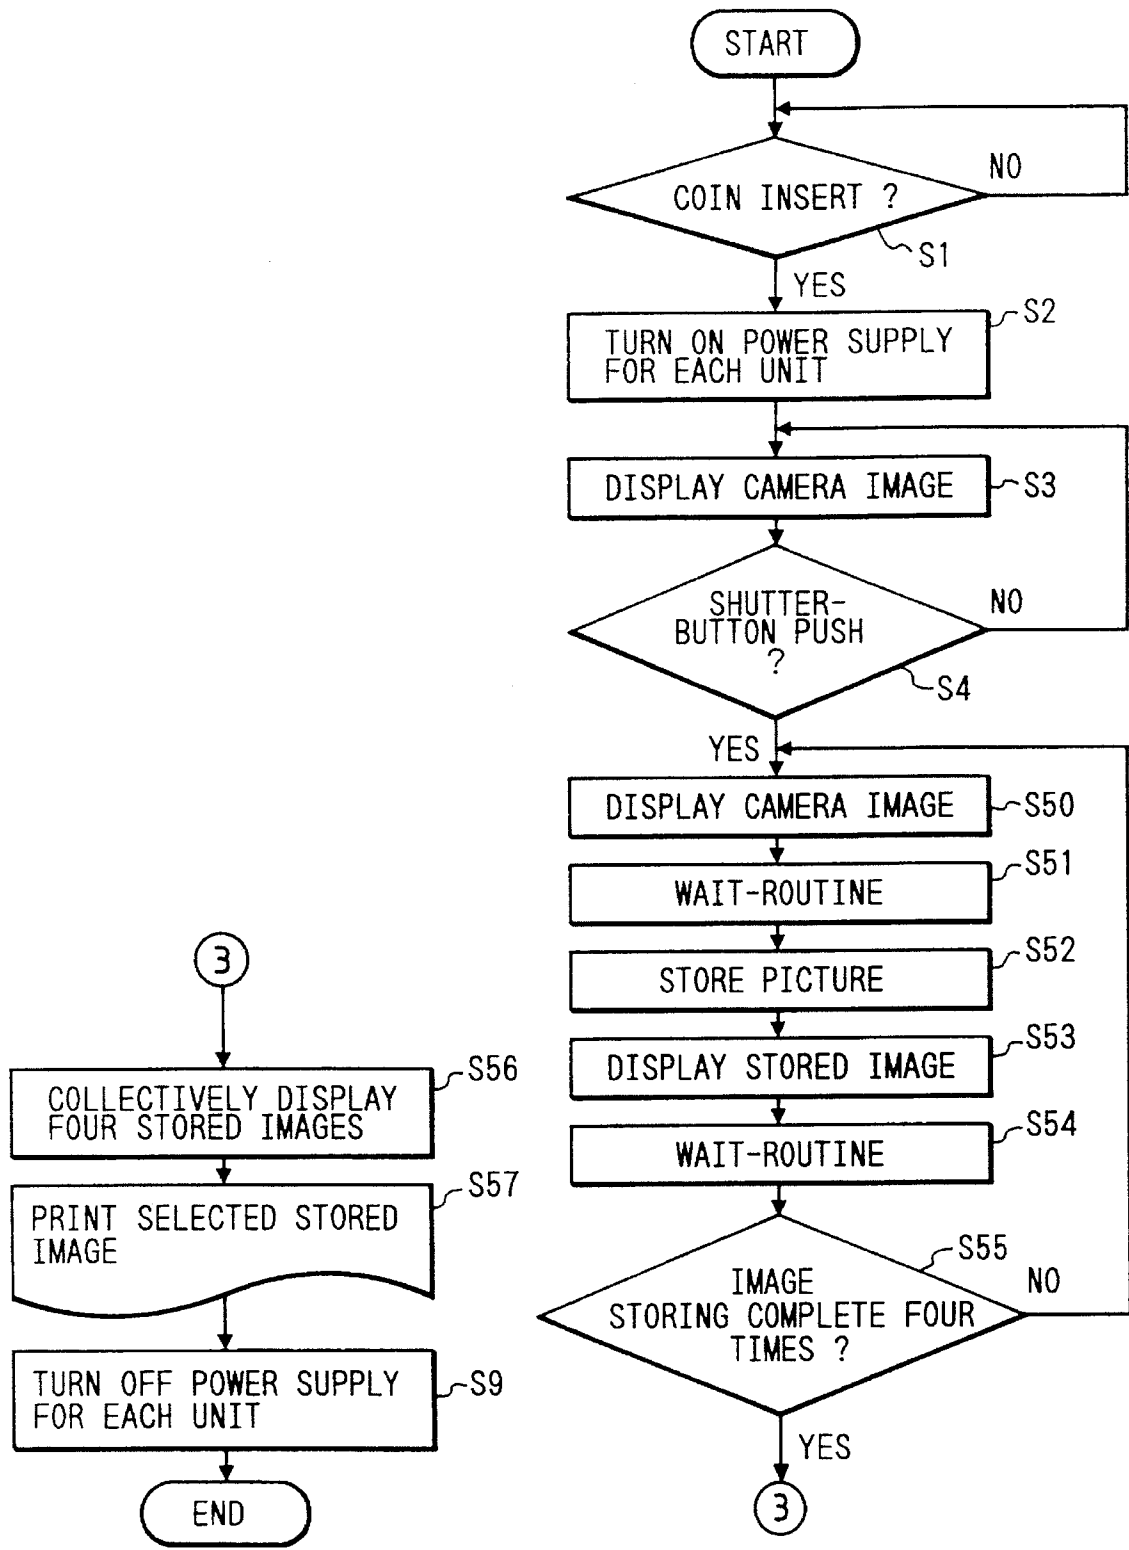 START
COIN INSERT ?
NO
S1
YES
S2
TURN ON POWER SUPPLY
FOR EACH UNIT
DISPLAY CAMERA IMAGE
S3
SHUTTER-
BUTTON PUSH
?
NO
S4
YES
DISPLAY CAMERA IMAGE
S50
WAIT-ROUTINE
S51
STORE PICTURE
S52
DISPLAY STORED IMAGE
S53
WAIT-ROUTINE
S54
IMAGE
STORING COMPLETE FOUR
TIMES ?
S55
NO
YES
3
3
COLLECTIVELY DISPLAY
FOUR STORED IMAGES
S56
PRINT SELECTED STORED
IMAGE
S57
TURN OFF POWER SUPPLY
FOR EACH UNIT
S9
END